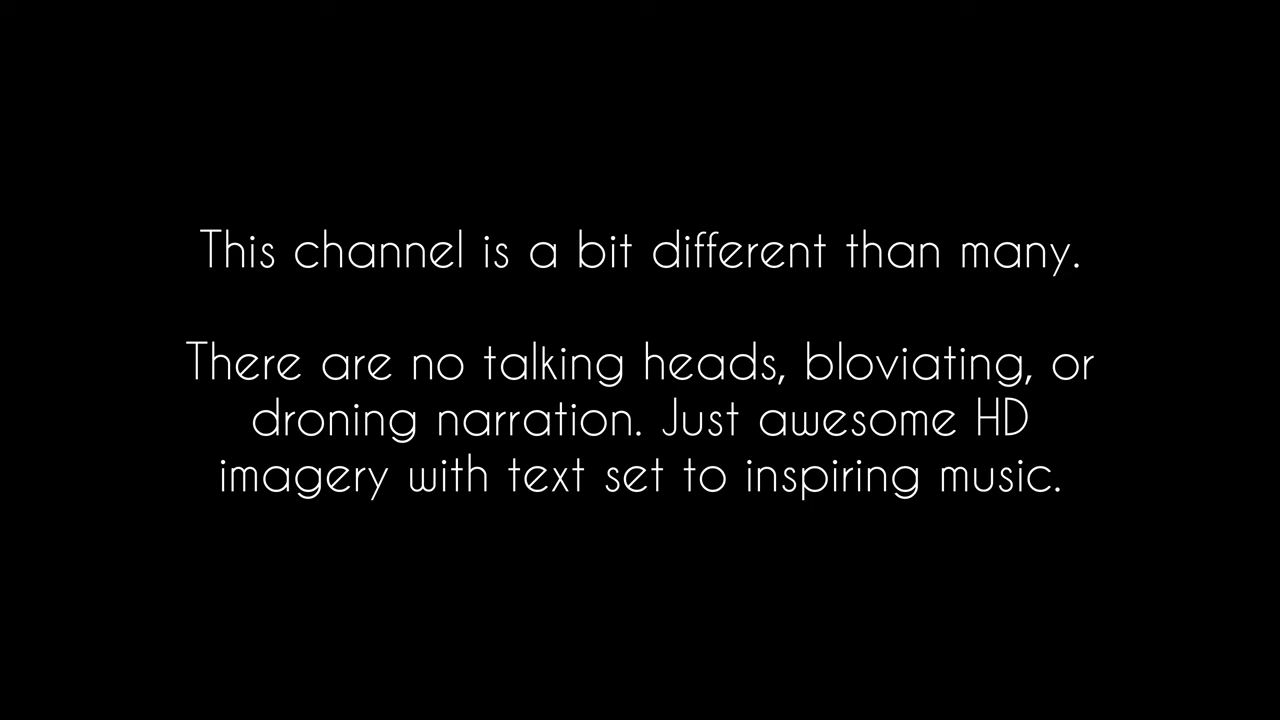 This channel is a bit different than many.
There are no talking heads, bloviating, or
droning narration. Just awesome HD
imagery with text set to inspiring music.